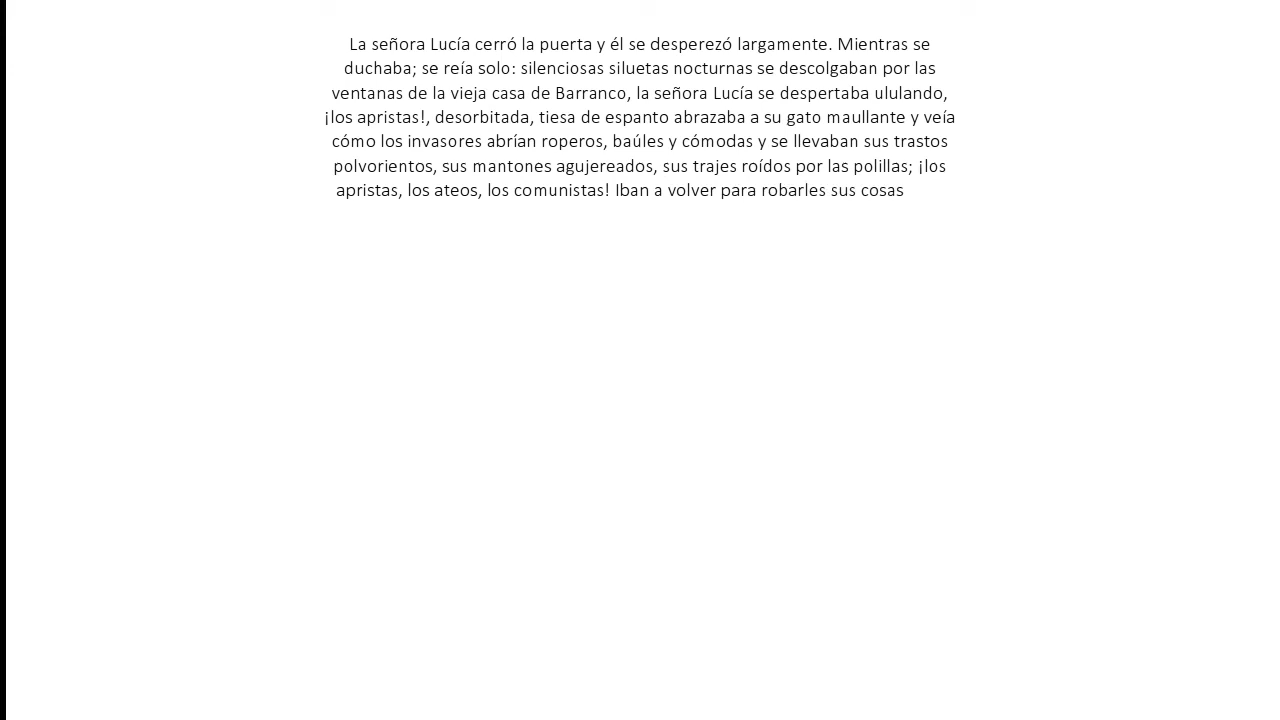 La señora Lucía cerró la puerta y él se desperezó largamente. Mientras se
duchaba; se reía solo: silenciosas siluetas nocturnas se descolgaban por las
ventanas de la vieja casa de Barranco, la señora Lucía se despertaba ululando,
¡los apristas!, desorbitada, tiesa de espanto abrazaba a su gato maullante y veía
cómo los invasores abrían roperos, baúles y cómodas y se llevaban sus trastos
polvorientos, sus mantones agujereados, sus trajes roídos por las polillas; ¡los
apristas, los ateos, los comunistas! Iban a volver para robarles sus cosas